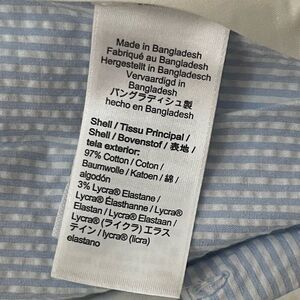 Made in Bangladesh
Fabriqué au Bangladesh
Hergestellt in Bangladesch
Vervaardigd in
Bangladesh
バングラディシュ製
hecho en Bangladesh
Shell / Tissu Principal /
Shell / Bovenstof / 表地 /
tela exterior:
97% Cotton / Coton /
Baumwolle / Katoen / 綿 /
algodón
3% Lycra® Elastane /
Lycra® Élasthanne / Lycra®
Elastan / Lycra® Elastaan /
Lycra® (ライクラ) エラス
テイン / lycra® (licra)
elastano